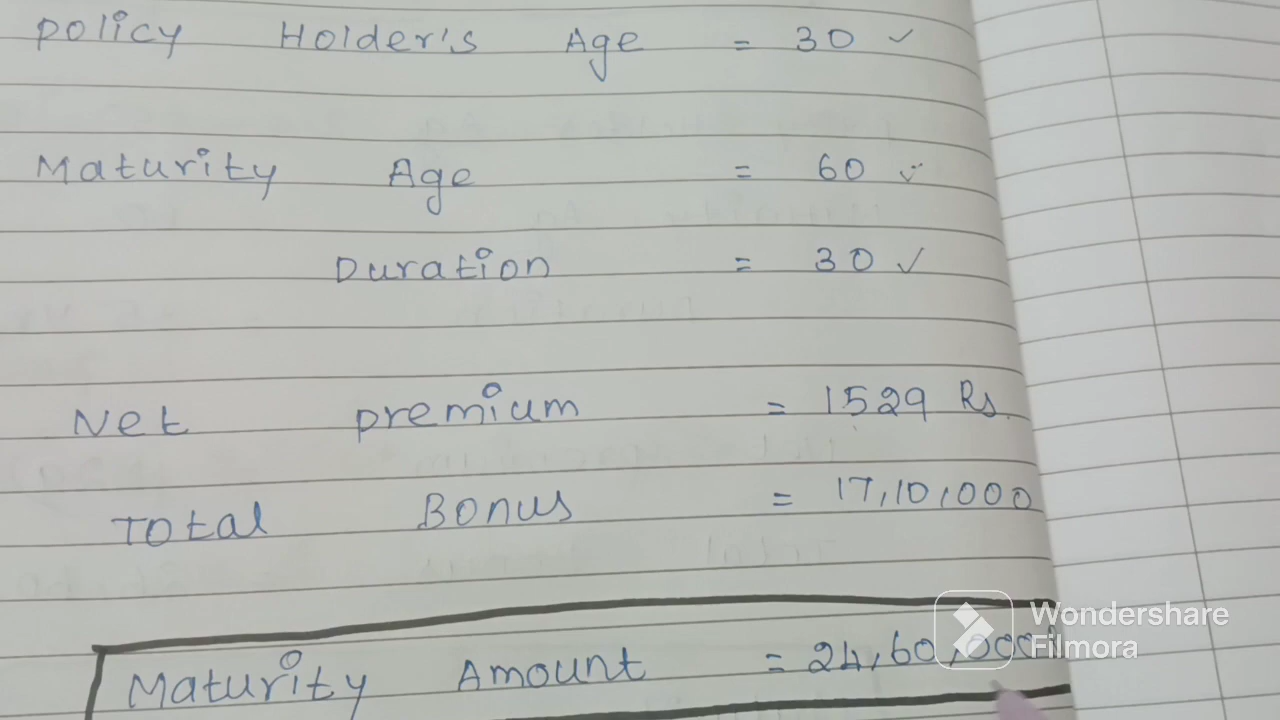 Policy Holder's Age = 30 ✓
Maturity Age = 60 ✓
Duration = 30 ✓
Net premium = 1529 Rs.
Total Bonus = 17,10,000
Maturity Amount = 24,60,000
Wondershare
Filmora